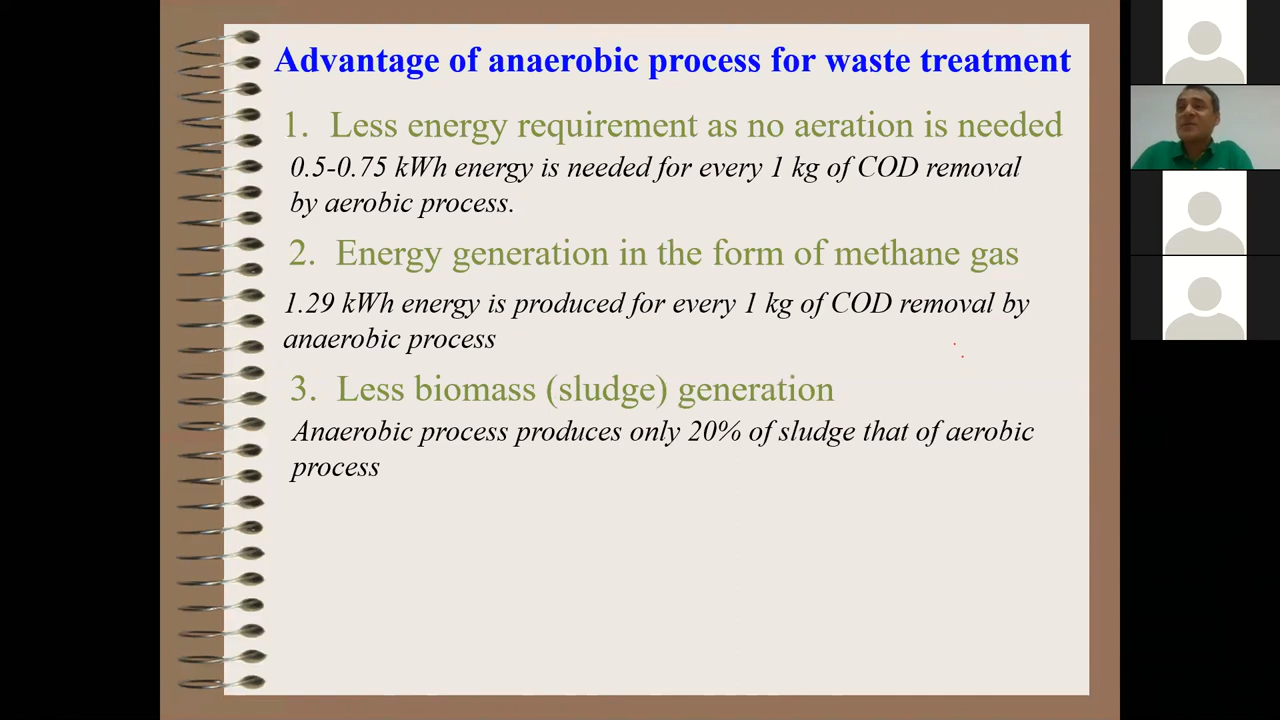 Advantage of anaerobic process for waste treatment
1. Less energy requirement as no aeration is needed
0.5-0.75 kWh energy is needed for every 1 kg of COD removal
by aerobic process.
2. Energy generation in the form of methane gas
1.29 kWh energy is produced for every 1 kg of COD removal by
anaerobic process
3. Less biomass (sludge) generation
Anaerobic process produces only 20% of sludge that of aerobic
process